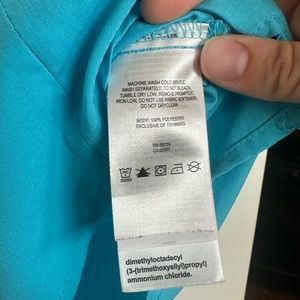 MACHINE WASH COLD GENTLE,
WASH SEPARATELY, DO NOT BLEACH,
TUMBLE DRY LOW, REMOVE PROMPTLY,
IRON LOW, DO NOT USE FABRIC SOFTENER,
DO NOT DRYCLEAN
BODY: 100% POLYESTER
EXCLUSIVE OF TRIMMING
dimethyloctadecyl
(3-(trimethoxysilyl)propyl)
ammonium chloride.